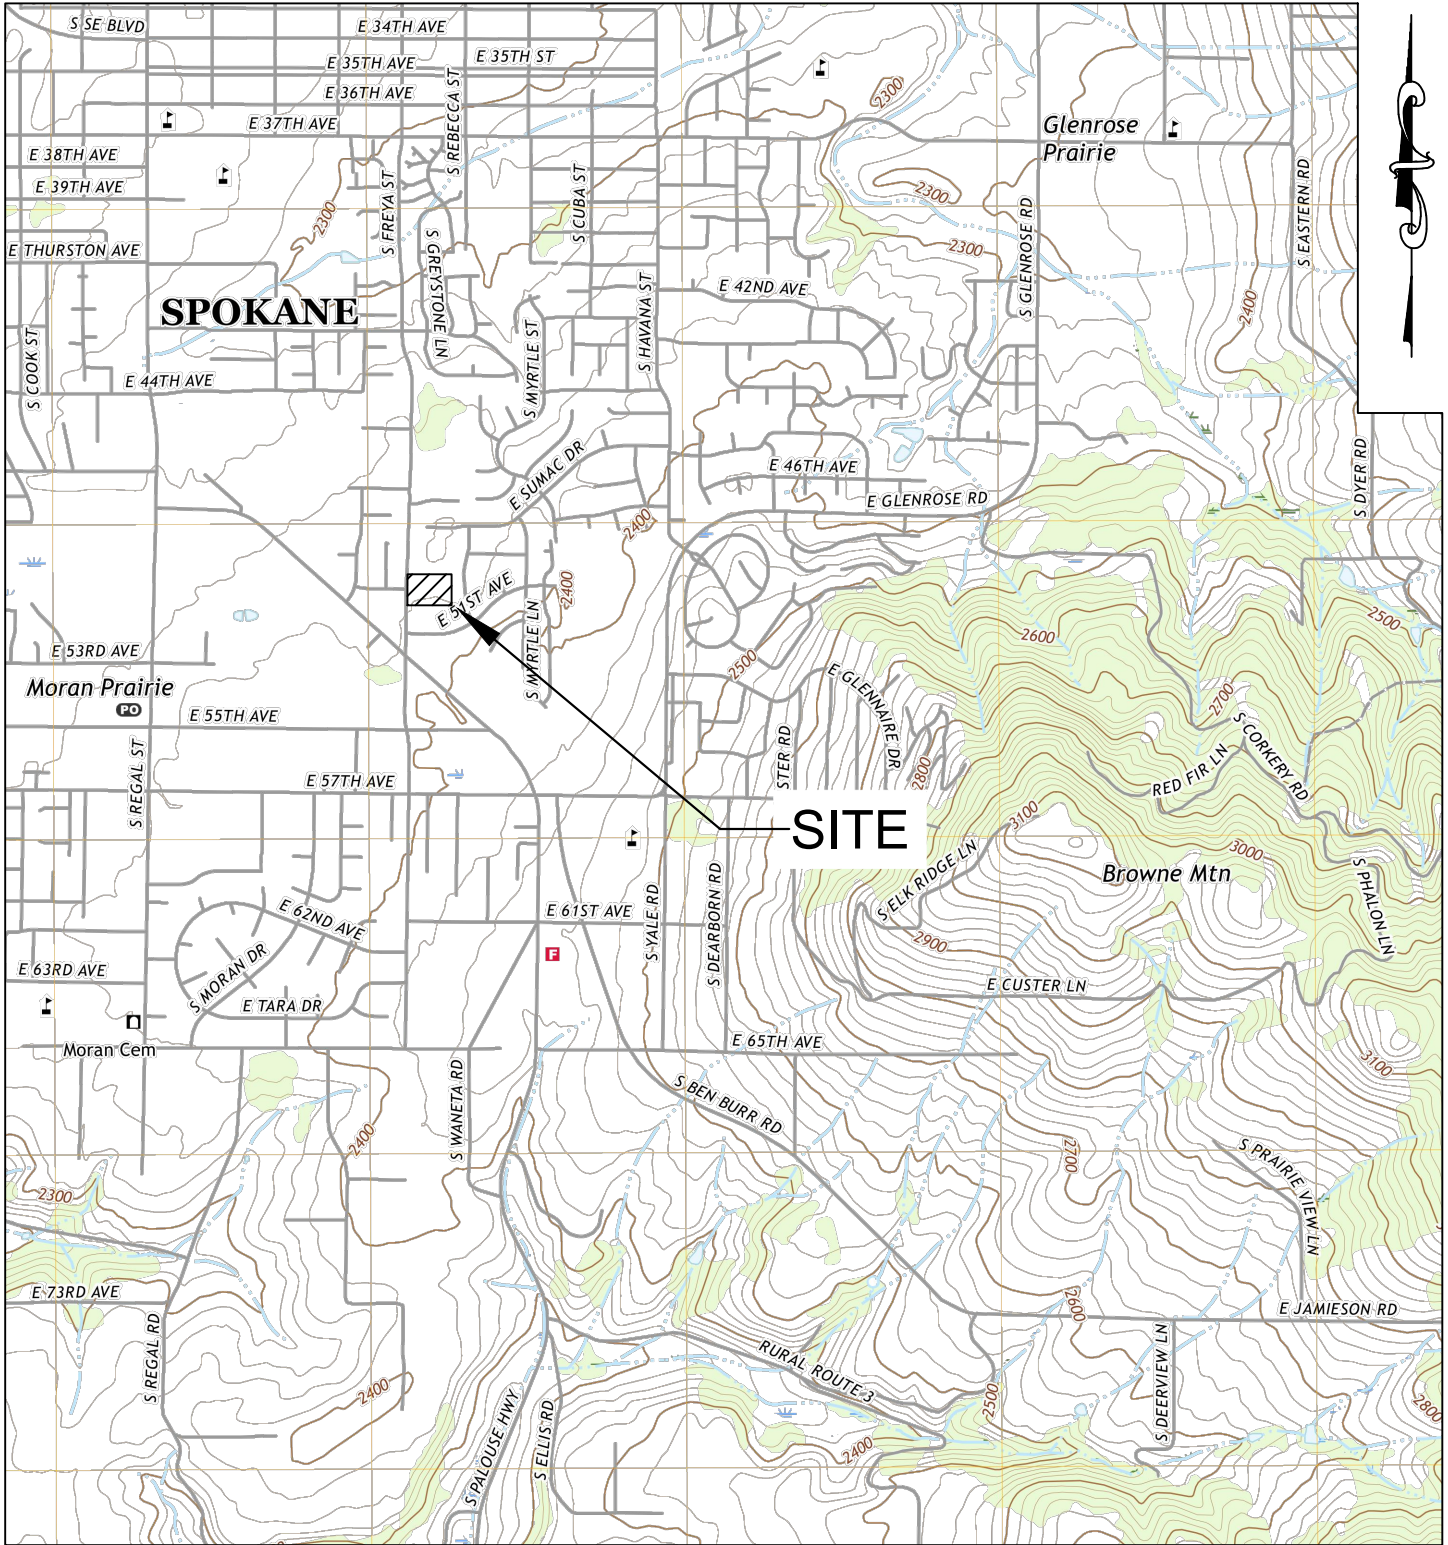 S SE BLVD
E 34TH AVE
E 35TH AVE
E 35TH ST
E 36TH AVE
S REBECCA ST
E 37TH AVE
2300
Glenrose
Prairie
E 38TH AVE
E 39TH AVE
2300
S FREYA ST
S CUBA ST
2300
S GLENROSE RD
S EASTERN RD
E THURSTON AVE
S GREYSTONE LN
2300
SPOKANE
S HAVANA ST
E 42ND AVE
2400
S COOK ST
E 44TH AVE
S MYRTLE ST
E SUMAC DR
E 46TH AVE
E GLENROSE RD
S DYER RD
2400
E 51ST AVE
2400
S MYRTLE LN
2600
2500
E 53RD AVE
Moran Prairie
PO
2500
E GLENNAIRE DR
2700
S CORKERY RD
E 55TH AVE
S REGAL ST
STER RD
2800
RED FIR LN
E 57TH AVE
SITE
3100
3000
Browne Mtn
S ELK RIDGE LN
S PHALON LN
E 62ND AVE
E 61ST AVE
S YALE RD
S DEARBORN RD
2900
F
E 63RD AVE
S MORAN DR
E TARA DR
E CUSTER LN
Moran Cem
E 65TH AVE
3100
S WANETA RD
S BEN BURR RD
2400
2700
S PRAIRIE VIEW LN
2300
E 73RD AVE
2600
E JAMIESON RD
S REGAL RD
RURAL ROUTE 3
S DEERVIEW LN
2400
S PALOUSE HWY
S ELLIS RD
2500
2400
2800